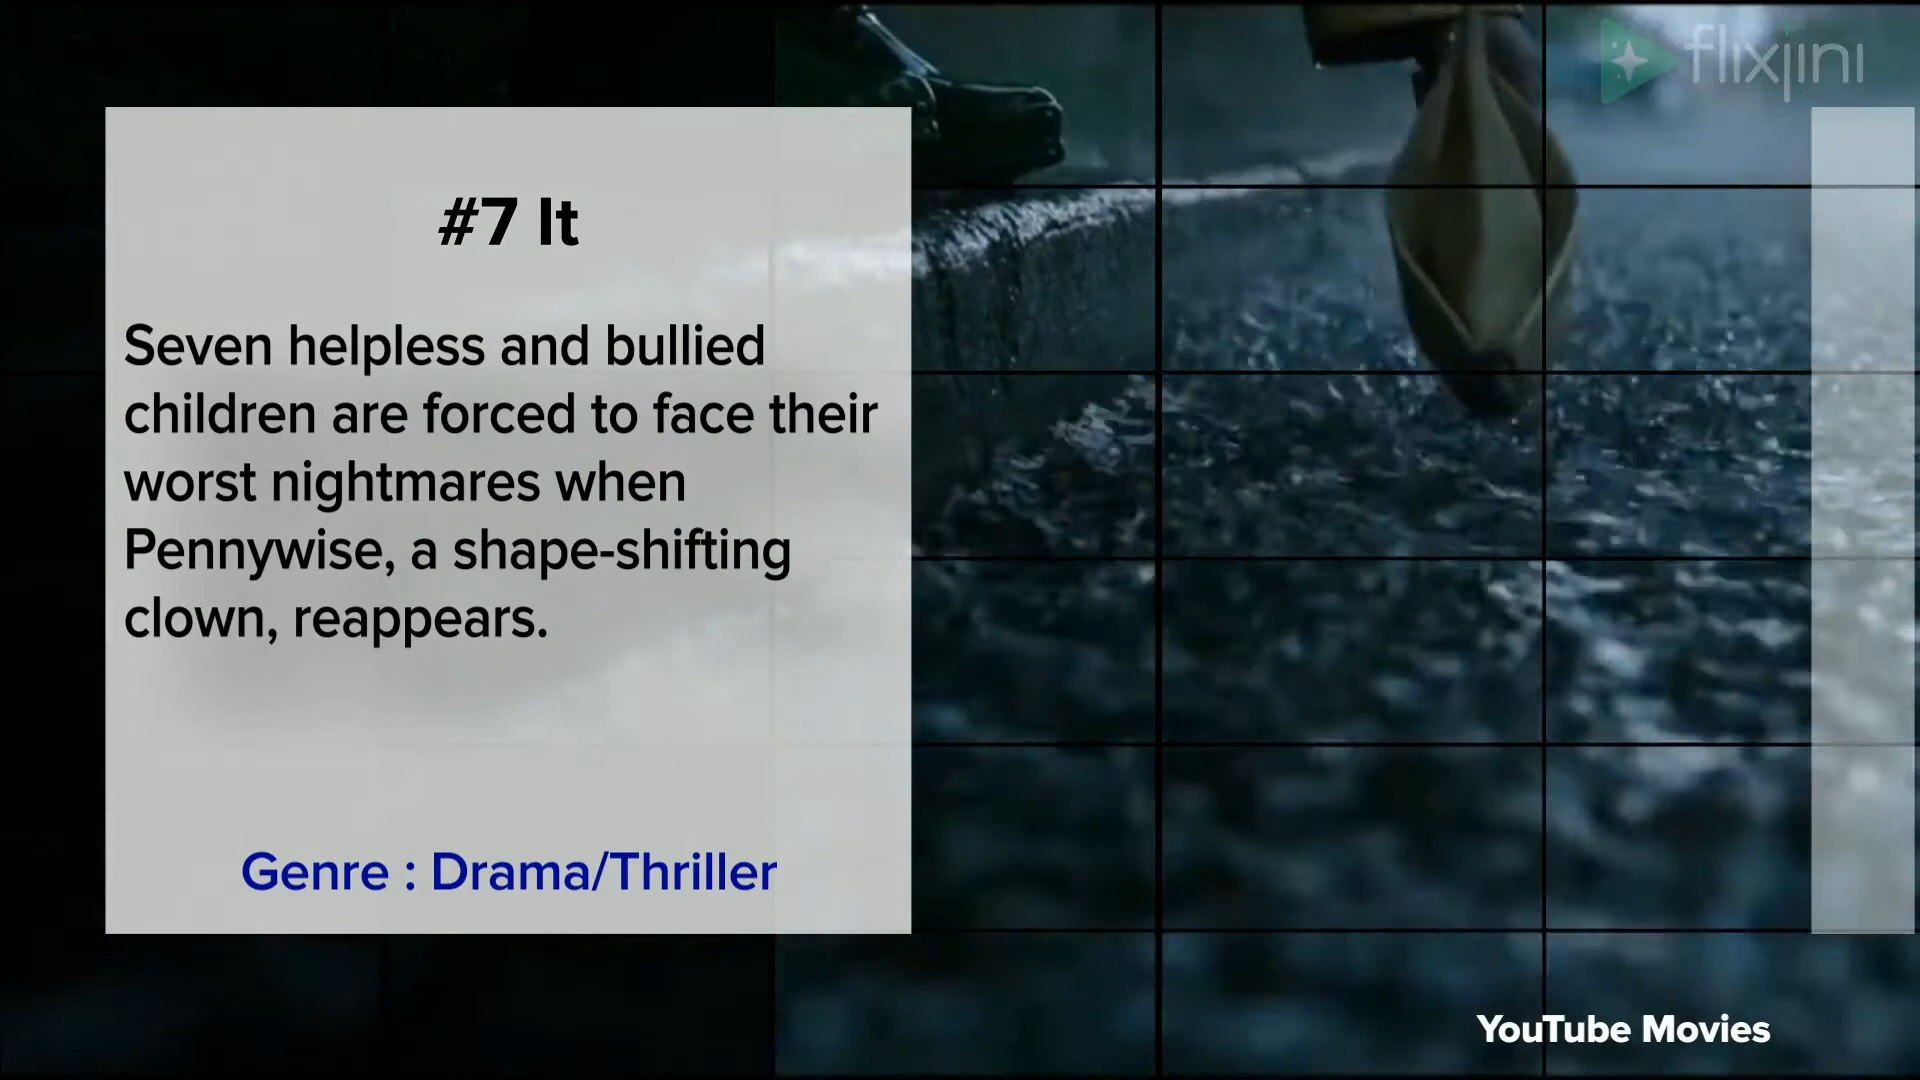 flixjini
#7 It
Seven helpless and bullied
children are forced to face their
worst nightmares when
Pennywise, a shape-shifting
clown, reappears.
Genre : Drama/Thriller
YouTube Movies